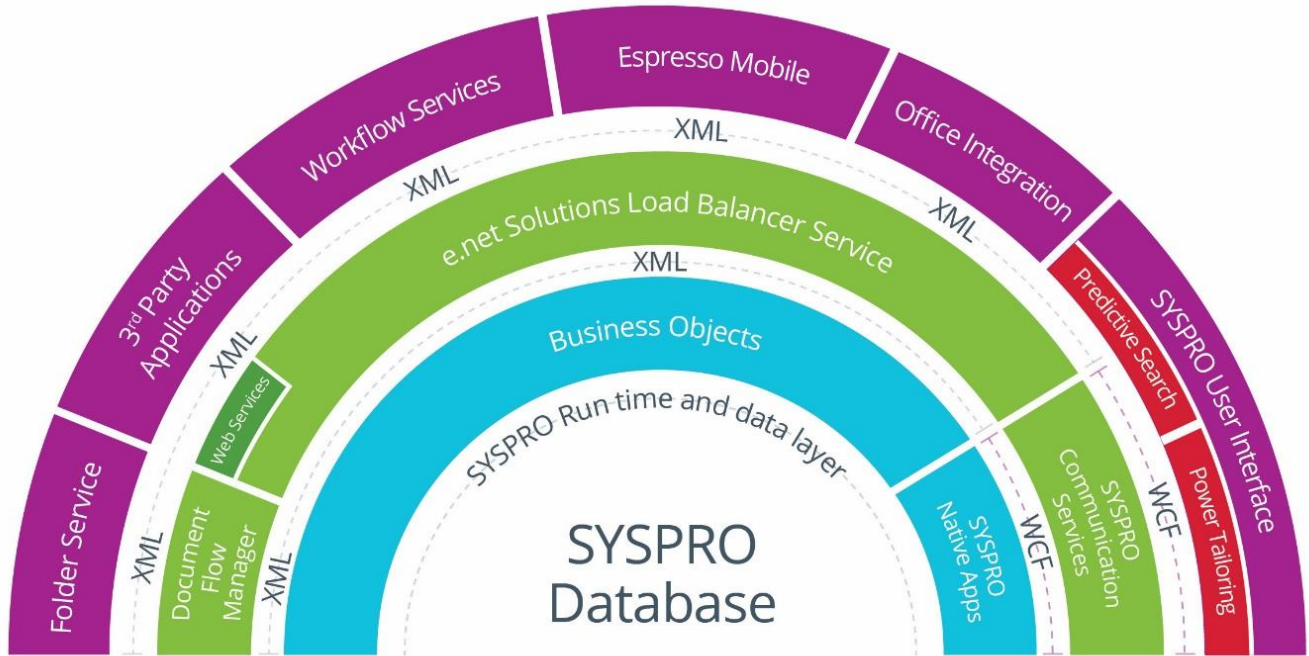 Folder Service
3rd Party
Applications
Workflow Services
Espresso Mobile
Office Integration
SYSPRO User Interface
Predictive Search
Power Tailoring
XML
XML
XML
XML
XML
Web Services
Document
Flow
Manager
e.net Solutions Load Balancer Service
SYSPRO
Communication
Services
WCF
XML
XML
WCF
Business Objects
SYSPRO
Native Apps
SYSPRO Run time and data layer
SYSPRO
Database